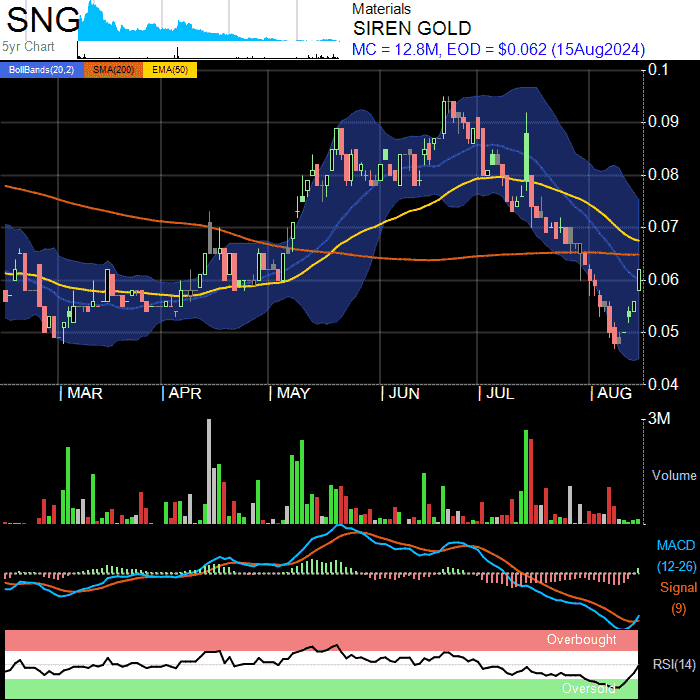 SNG
5yr Chart
Materials
SIREN GOLD
MC = 12.8M, EOD = $0.062 (15Aug2024)
BollBands(20,2) SMA(200) EMA(50)
0.1
0.09
0.08
0.07
0.06
0.05
0.04
MAR APR MAY JUN JUL AUG
3M
Volume
MACD
(12-26)
Signal
(9)
Overbought
RSI(14)
Oversold